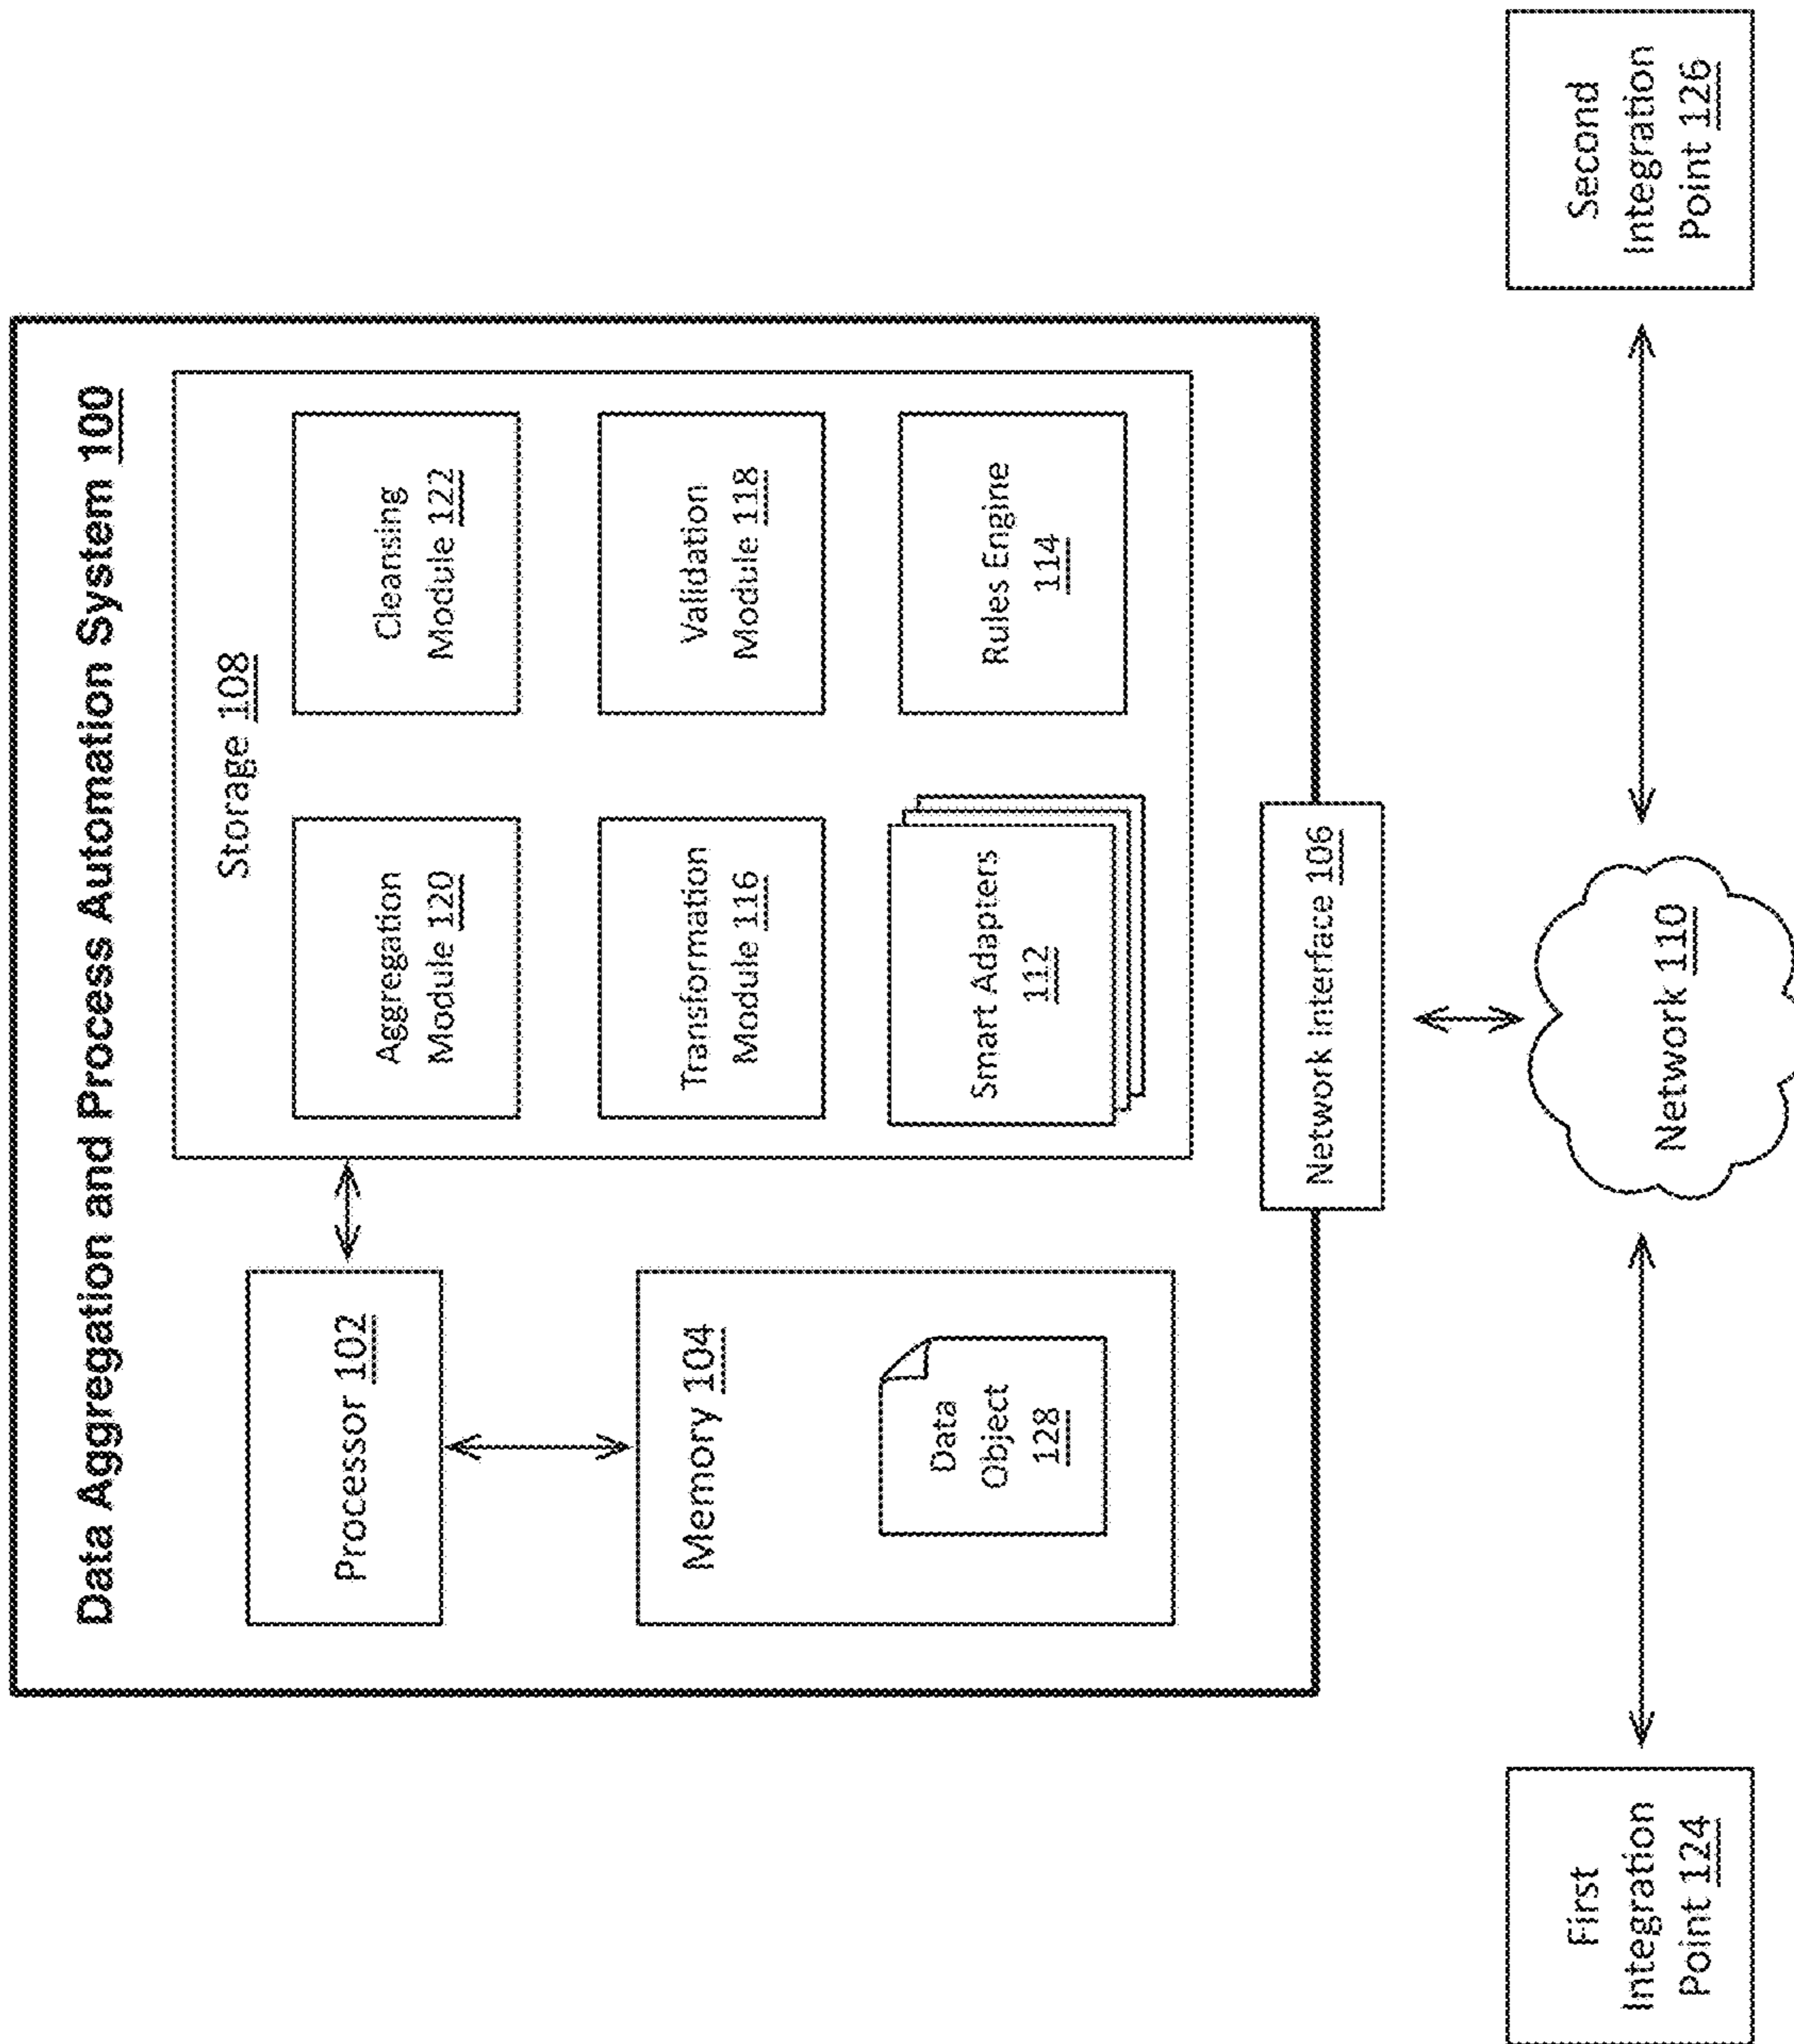 Data Aggregation and Process Automation System 100
Processor 102
Memory 104
Data
Object
128
Storage 108
Aggregation
Module 120
Cleansing
Module 122
Transformation
Module 116
Validation
Module 118
Smart Adapters
112
Rules Engine
114
Network Interface 106
First
Integration
Point 124
Network 110
Second
Integration
Point 126